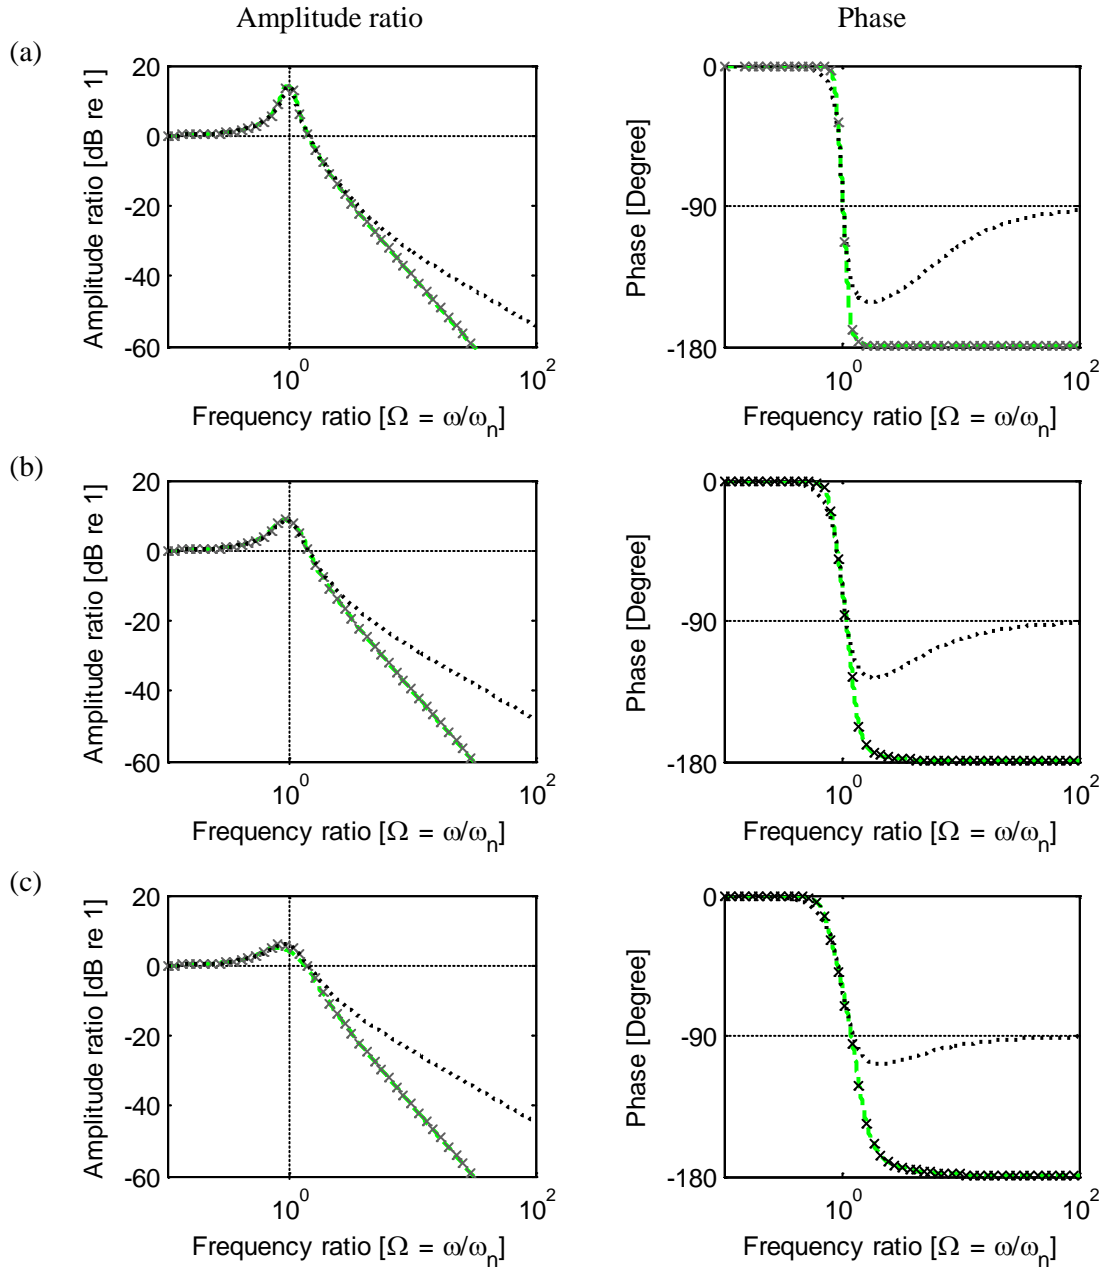 Amplitude ratio Phase
(a)
20
0
-20
-40
-60
Amplitude ratio [dB re 1]
10^0 10^2
Frequency ratio [Ω = ω/ω_n]
0
-90
-180
Phase [Degree]
10^0 10^2
Frequency ratio [Ω = ω/ω_n]
(b)
20
0
-20
-40
-60
Amplitude ratio [dB re 1]
10^0 10^2
Frequency ratio [Ω = ω/ω_n]
0
-90
-180
Phase [Degree]
10^0 10^2
Frequency ratio [Ω = ω/ω_n]
(c)
20
0
-20
-40
-60
Amplitude ratio [dB re 1]
10^0 10^2
Frequency ratio [Ω = ω/ω_n]
0
-90
-180
Phase [Degree]
10^0 10^2
Frequency ratio [Ω = ω/ω_n]